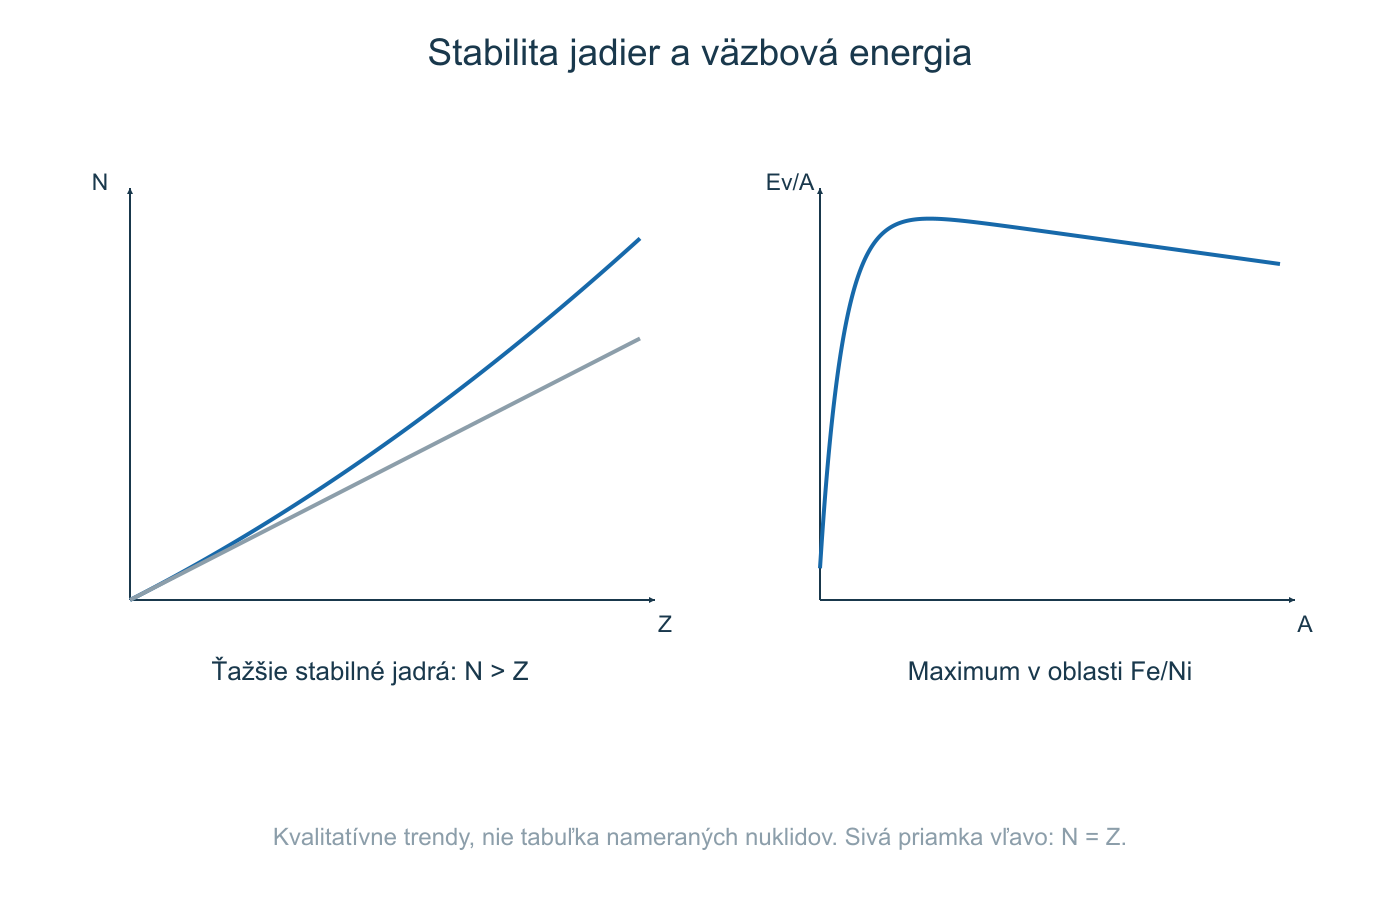 Stabilita jadier a väzbová energia
N
Z
Ťažšie stabilné jadrá: N > Z
Ev/A
A
Maximum v oblasti Fe/Ni
Kvalitatívne trendy, nie tabuľka nameraných nuklidov. Sivá priamka vľavo: N = Z.